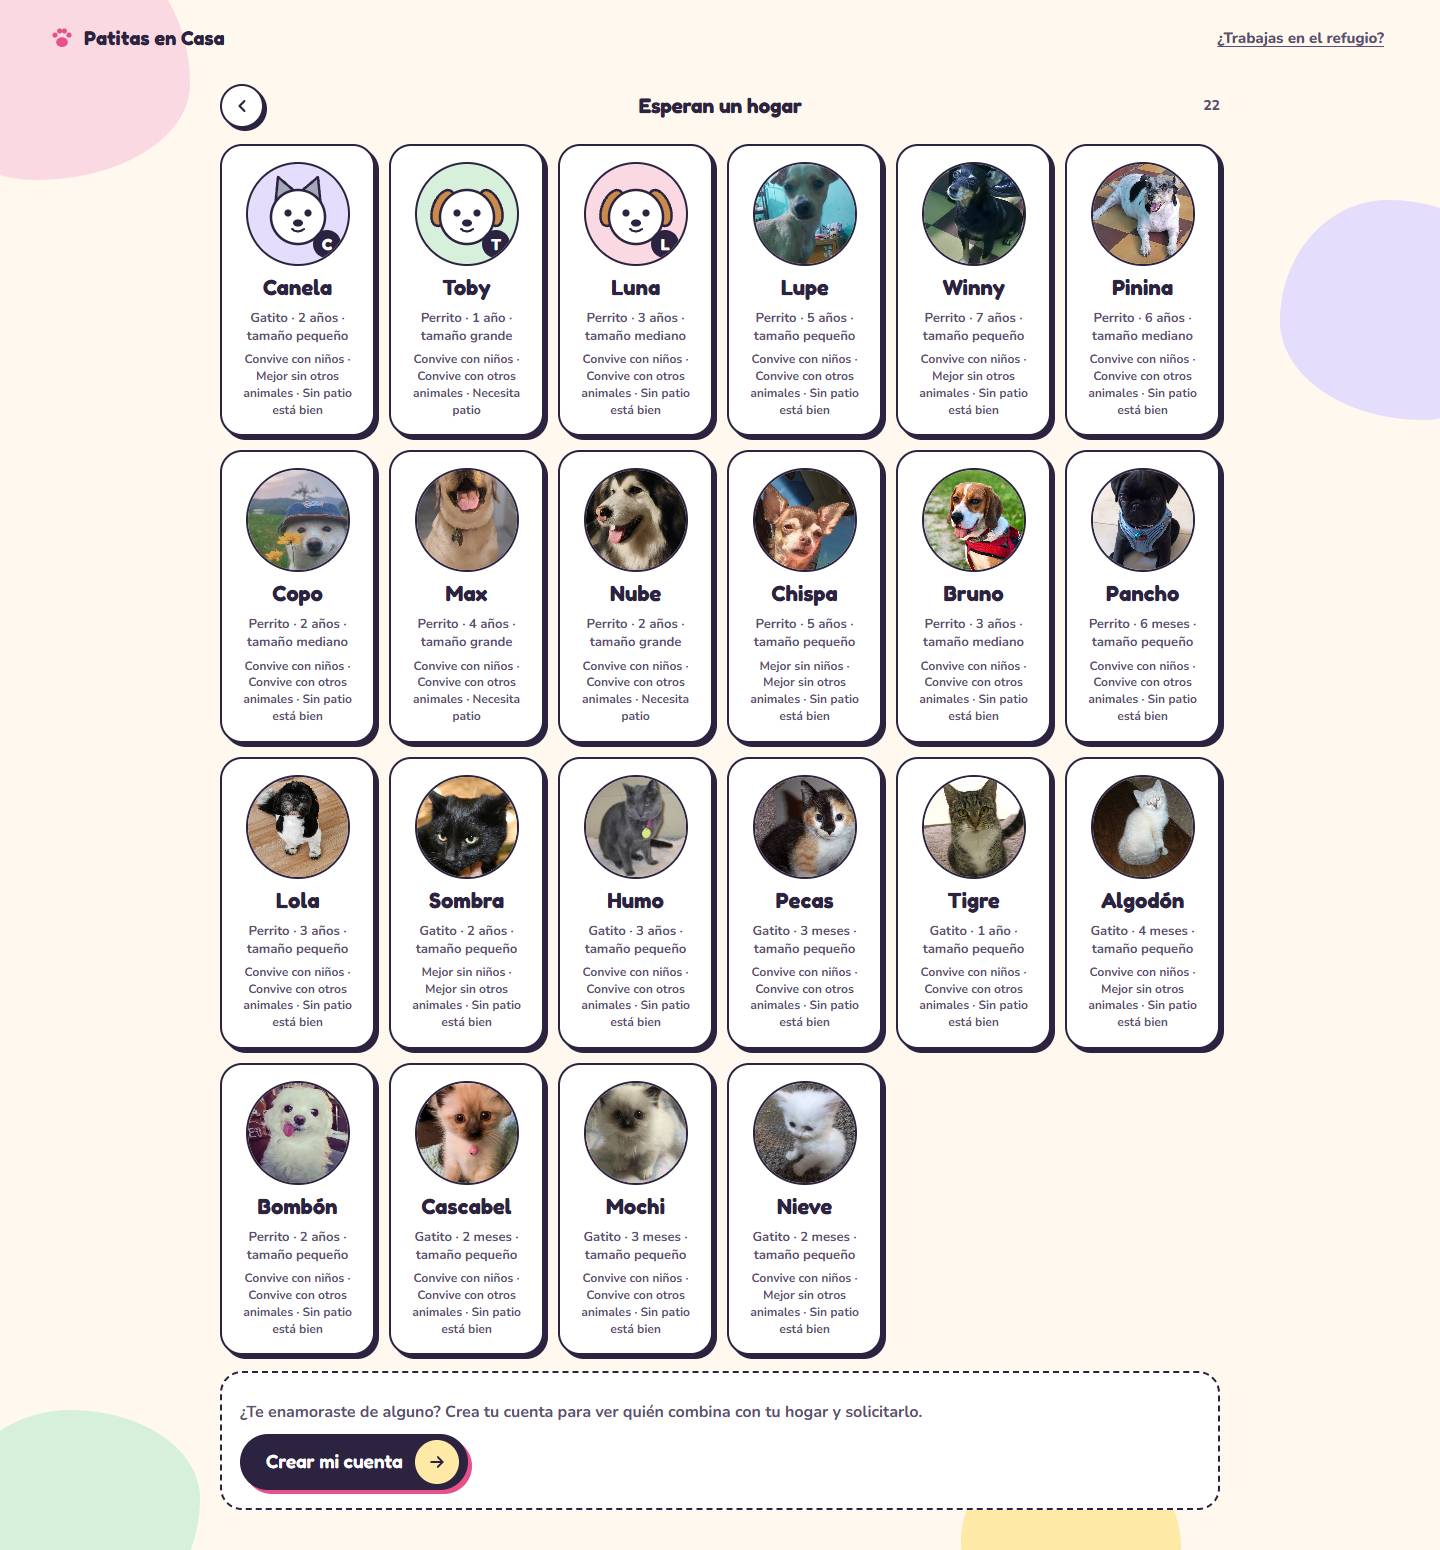 Patitas en Casa
¿Trabajas en el refugio?
Esperan un hogar
22
C
Canela
Gatito · 2 años ·
tamaño pequeño
Convive con niños ·
Mejor sin otros
animales · Sin patio
está bien
T
Toby
Perrito · 1 año ·
tamaño grande
Convive con niños ·
Convive con otros
animales · Necesita
patio
L
Luna
Perrito · 3 años ·
tamaño mediano
Convive con niños ·
Convive con otros
animales · Sin patio
está bien
Lupe
Perrito · 5 años ·
tamaño pequeño
Convive con niños ·
Convive con otros
animales · Sin patio
está bien
Winny
Perrito · 7 años ·
tamaño pequeño
Convive con niños ·
Mejor sin otros
animales · Sin patio
está bien
Pinina
Perrito · 6 años ·
tamaño mediano
Convive con niños ·
Convive con otros
animales · Sin patio
está bien
Copo
Perrito · 2 años ·
tamaño mediano
Convive con niños ·
Convive con otros
animales · Sin patio
está bien
Max
Perrito · 4 años ·
tamaño grande
Convive con niños ·
Convive con otros
animales · Necesita
patio
Nube
Perrito · 2 años ·
tamaño grande
Convive con niños ·
Convive con otros
animales · Necesita
patio
Chispa
Perrito · 5 años ·
tamaño pequeño
Mejor sin niños ·
Mejor sin otros
animales · Sin patio
está bien
Bruno
Perrito · 3 años ·
tamaño mediano
Convive con niños ·
Convive con otros
animales · Sin patio
está bien
Pancho
Perrito · 6 meses ·
tamaño pequeño
Convive con niños ·
Convive con otros
animales · Sin patio
está bien
Lola
Perrito · 3 años ·
tamaño pequeño
Convive con niños ·
Convive con otros
animales · Sin patio
está bien
Sombra
Gatito · 2 años ·
tamaño pequeño
Mejor sin niños ·
Mejor sin otros
animales · Sin patio
está bien
Humo
Gatito · 3 años ·
tamaño pequeño
Convive con niños ·
Convive con otros
animales · Sin patio
está bien
Pecas
Gatito · 3 meses ·
tamaño pequeño
Convive con niños ·
Convive con otros
animales · Sin patio
está bien
Tigre
Gatito · 1 año ·
tamaño pequeño
Convive con niños ·
Convive con otros
animales · Sin patio
está bien
Algodón
Gatito · 4 meses ·
tamaño pequeño
Convive con niños ·
Mejor sin otros
animales · Sin patio
está bien
Bombón
Perrito · 2 años ·
tamaño pequeño
Convive con niños ·
Convive con otros
animales · Sin patio
está bien
Cascabel
Gatito · 2 meses ·
tamaño pequeño
Convive con niños ·
Convive con otros
animales · Sin patio
está bien
Mochi
Gatito · 3 meses ·
tamaño pequeño
Convive con niños ·
Convive con otros
animales · Sin patio
está bien
Nieve
Gatito · 2 meses ·
tamaño pequeño
Convive con niños ·
Mejor sin otros
animales · Sin patio
está bien
¿Te enamoraste de alguno? Crea tu cuenta para ver quién combina con tu hogar y solicitarlo.
Crear mi cuenta